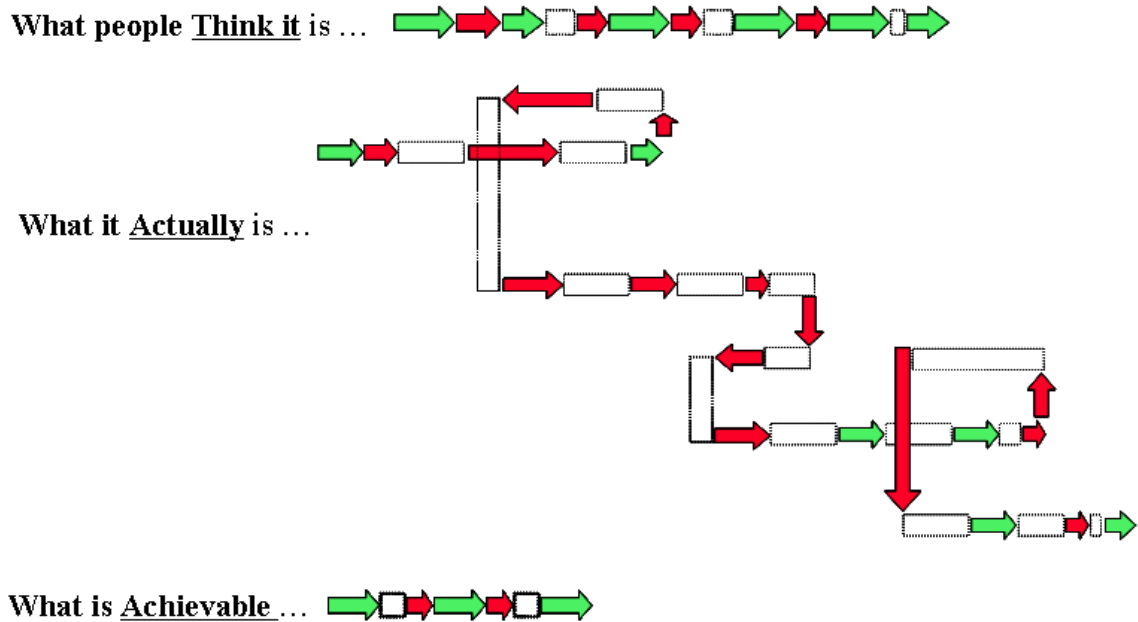 What people Think it is …
What it Actually is …
What is Achievable …